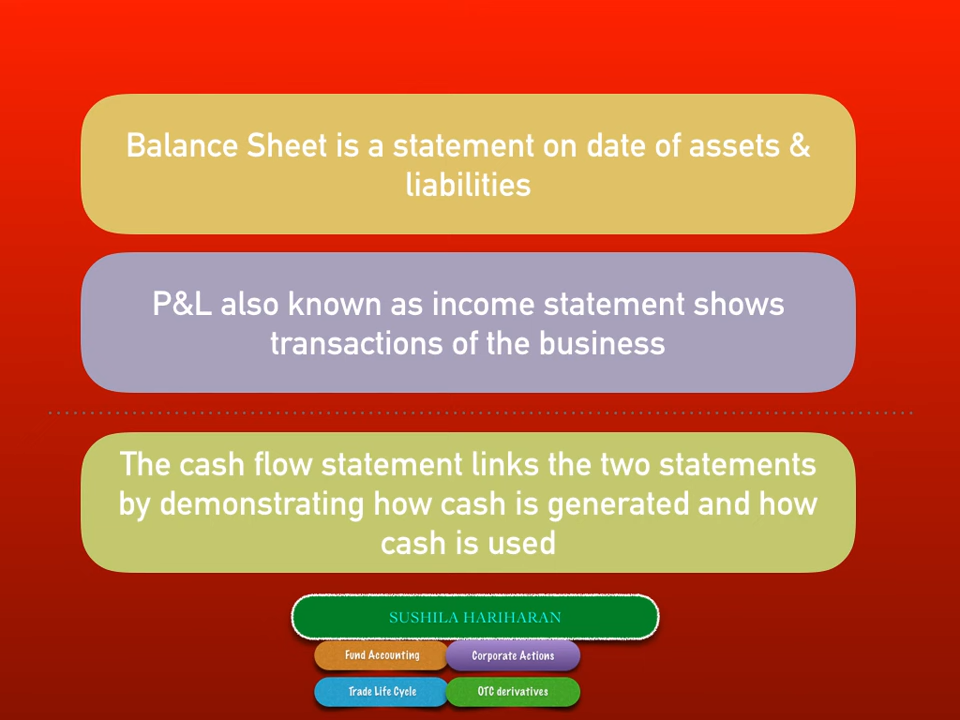 Balance Sheet is a statement on date of assets &
liabilities
P&L also known as income statement shows
transactions of the business
The cash flow statement links the two statements
by demonstrating how cash is generated and how
cash is used
SUSHILA HARIHARAN
Fund Accounting
Corporate Actions
Trade Life Cycle
OTC derivatives